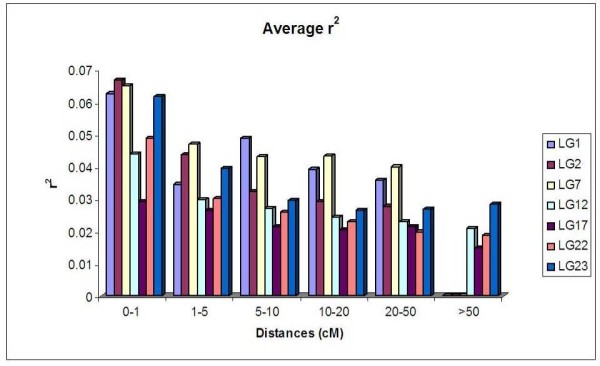 Average r2
0.07
0.06
0.05
0.04
0.03
0.02
0.01
0
r2
0-1
1-5
5-10
10-20
20-50
>50
Distances (cM)
LG1
LG2
LG7
LG12
LG17
LG22
LG23